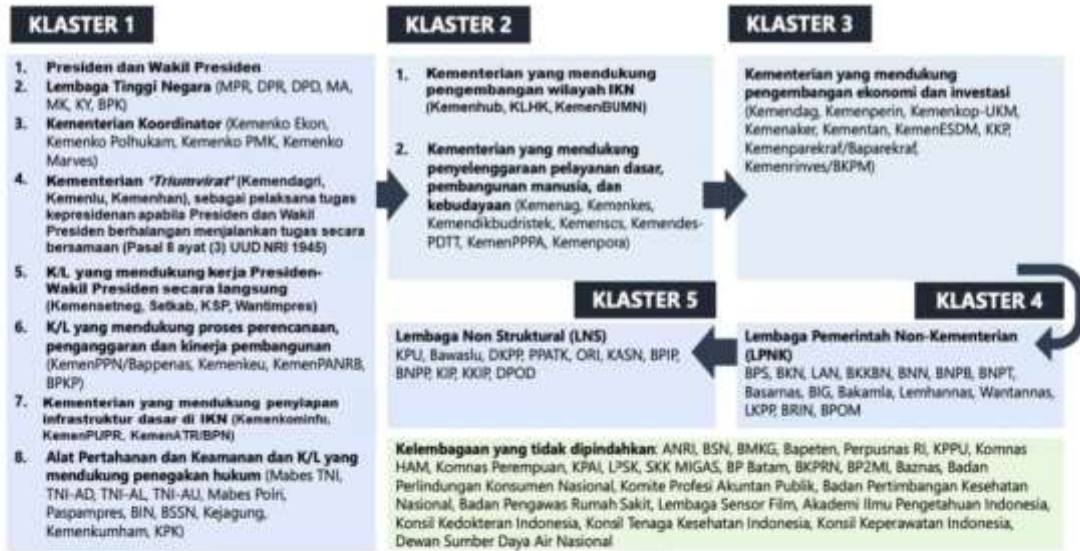 KLASTER 1
1. Presiden dan Wakil Presiden
2. Lembaga Tinggi Negara (MPR, DPR, DPD, MA,
MK, KY, BPK)
3. Kementerian Koordinator (Kemenko Ekon,
Kemenko Polhukam, Kemenko PMK, Kemenko
Marves)
4. Kementerian 'Triumvirat' (Kemendagri,
Kemenlu, Kemenhan), sebagai pelaksana tugas
kepresidenan apabila Presiden dan Wakil
Presiden berhalangan menjalankan tugas secara
bersamaan (Pasal 8 ayat (3) UUD NRI 1945)
5. K/L yang mendukung kerja Presiden-
Wakil Presiden secara langsung
(Kemensetneg, Setkab, KSP, Wantimpres)
6. K/L yang mendukung proses perencanaan,
penganggaran dan kinerja pembangunan
(KemenPPN/Bappenas, Kemenkeu, KemenPANRB,
BPKP)
7. Kementerian yang mendukung penyiapan
infrastruktur dasar di IKN (Kemenkominfo,
KemenPUPR, KemenATR/BPN)
8. Alat Pertahanan dan Keamanan dan K/L yang
mendukung penegakan hukum (Mabes TNI,
TNI-AD, TNI-AL, TNI-AU, Mabes Polri,
Paspampres, BIN, BSSN, Kejagung,
Kemenkumham, KPK)
KLASTER 2
1. Kementerian yang mendukung
pengembangan wilayah IKN
(Kemenhub, KLHK, KemenBUMN)
2. Kementerian yang mendukung
penyelenggaraan pelayanan dasar,
pembangunan manusia, dan
kebudayaan (Kemenag, Kemenkes,
Kemendikbudristek, Kemensos, Kemendes-
PDTT, KemenPPPA, Kemenpora)
KLASTER 3
Kementerian yang mendukung
pengembangan ekonomi dan investasi
(Kemendag, Kemenperin, Kemenkop-UKM,
Kemenaker, Kementan, KemenESDM, KKP,
Kemenparekraf/Baparekraf,
Kemenrinves/BKPM)
KLASTER 4
Lembaga Pemerintah Non-Kementerian
(LPNK)
BPS, BKN, LAN, BKKBN, BNN, BNPB, BNPT,
Basarnas, BIG, Bakamla, Lemhannas, Wantannas,
LKPP, BRIN, BPOM
KLASTER 5
Lembaga Non Struktural (LNS)
KPU, Bawaslu, DKPP, PPATK, ORI, KASN, BPIP,
BNPP, KIP, KKIP, DPOD
Kelembagaan yang tidak dipindahkan: ANRI, BSN, BMKG, Bapeten, Perpusnas RI, KPPU, Komnas
HAM, Komnas Perempuan, KPAI, LPSK, SKK MIGAS, BP Batam, BKPRN, BP2MI, Baznas, Badan
Perlindungan Konsumen Nasional, Komite Profesi Akuntan Publik, Badan Pertimbangan Kesehatan
Nasional, Badan Pengawas Rumah Sakit, Lembaga Sensor Film, Akademi Ilmu Pengetahuan Indonesia,
Konsil Kedokteran Indonesia, Konsil Tenaga Kesehatan Indonesia, Konsil Keperawatan Indonesia,
Dewan Sumber Daya Air Nasional